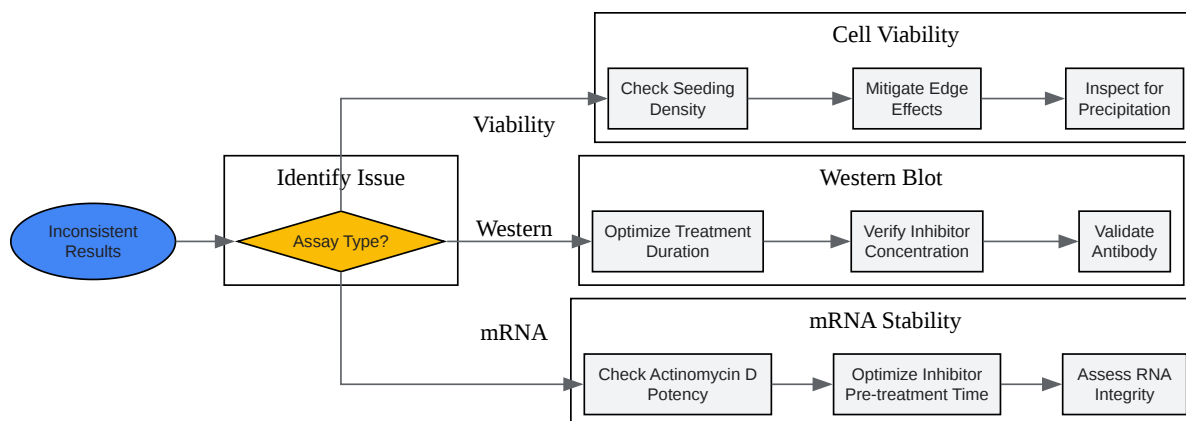 Cell Viability
Check Seeding
Density
Mitigate Edge
Effects
Inspect for
Precipitation
Viability
Identify Issue
Western Blot
Inconsistent
Results
Assay Type?
Western
Optimize Treatment
Duration
Verify Inhibitor
Concentration
Validate
Antibody
mRNA
mRNA Stability
Check Actinomycin D
Potency
Optimize Inhibitor
Pre-treatment Time
Assess RNA
Integrity